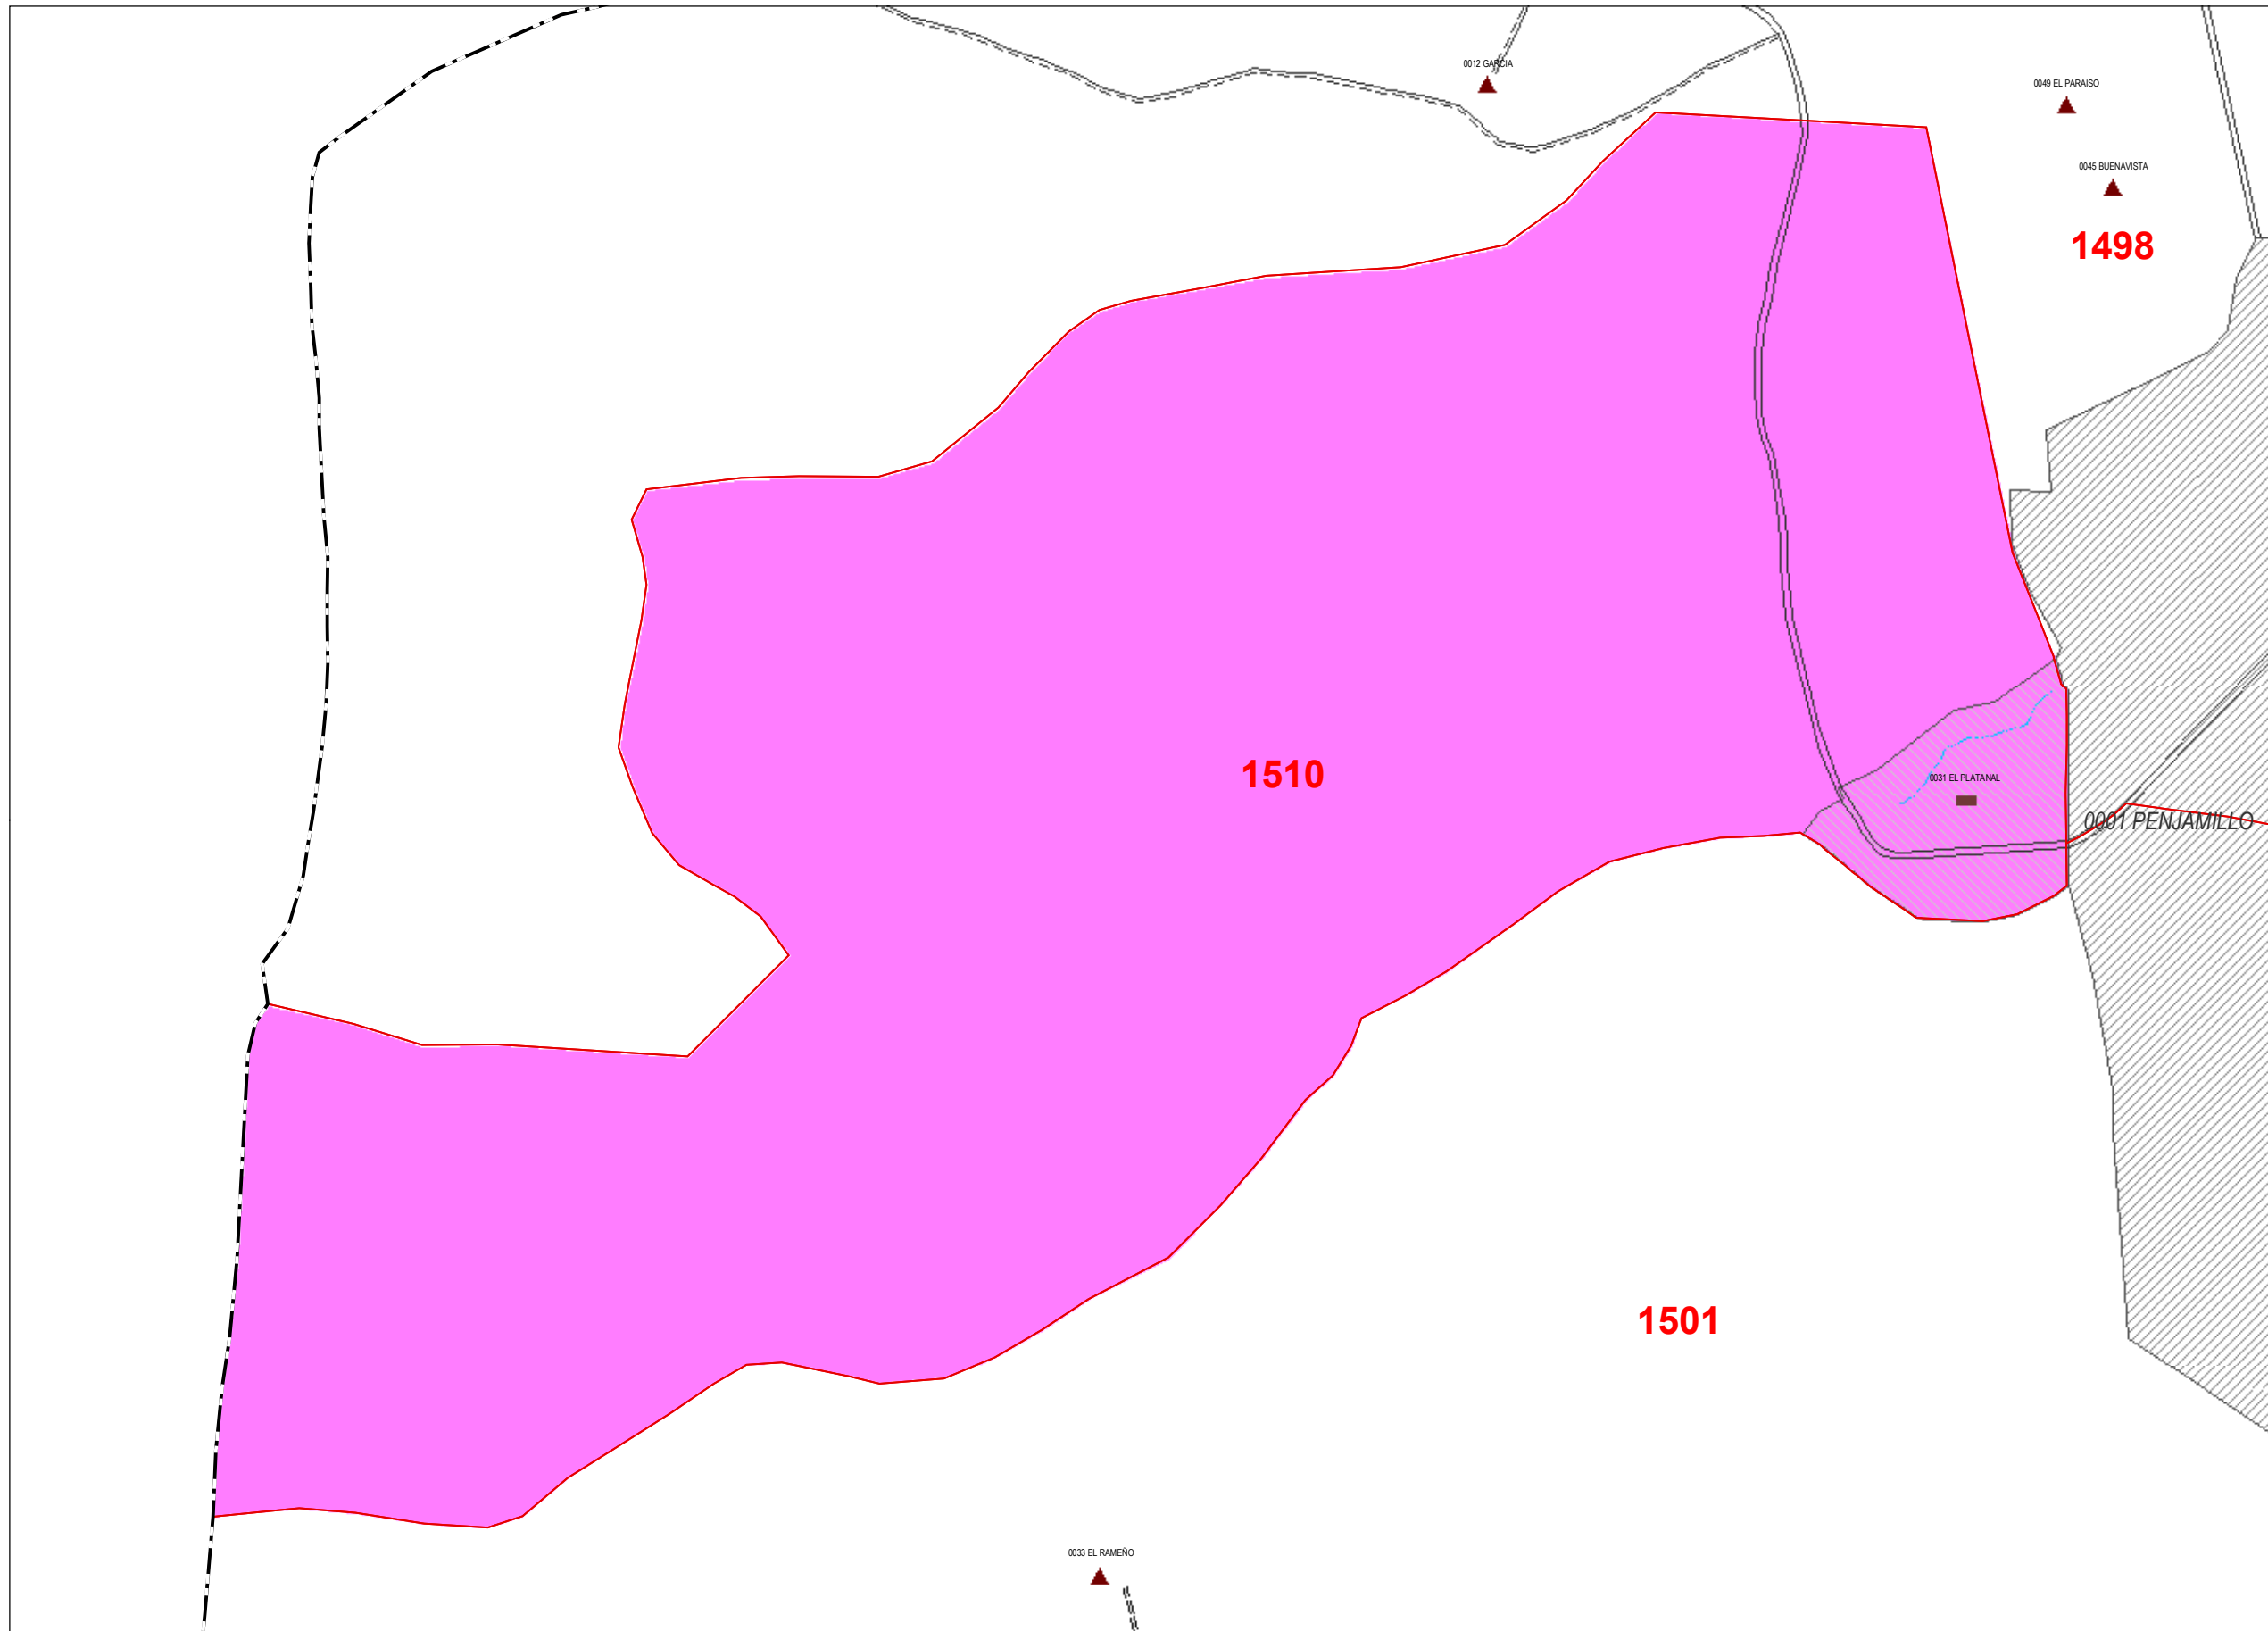 0012 GARCIA
0049 EL PARAISO
0045 BUENAVISTA
1498
1510
0031 EL PLATANAL
0001 PENJAMILLO
1501
0033 EL RAMEÑO